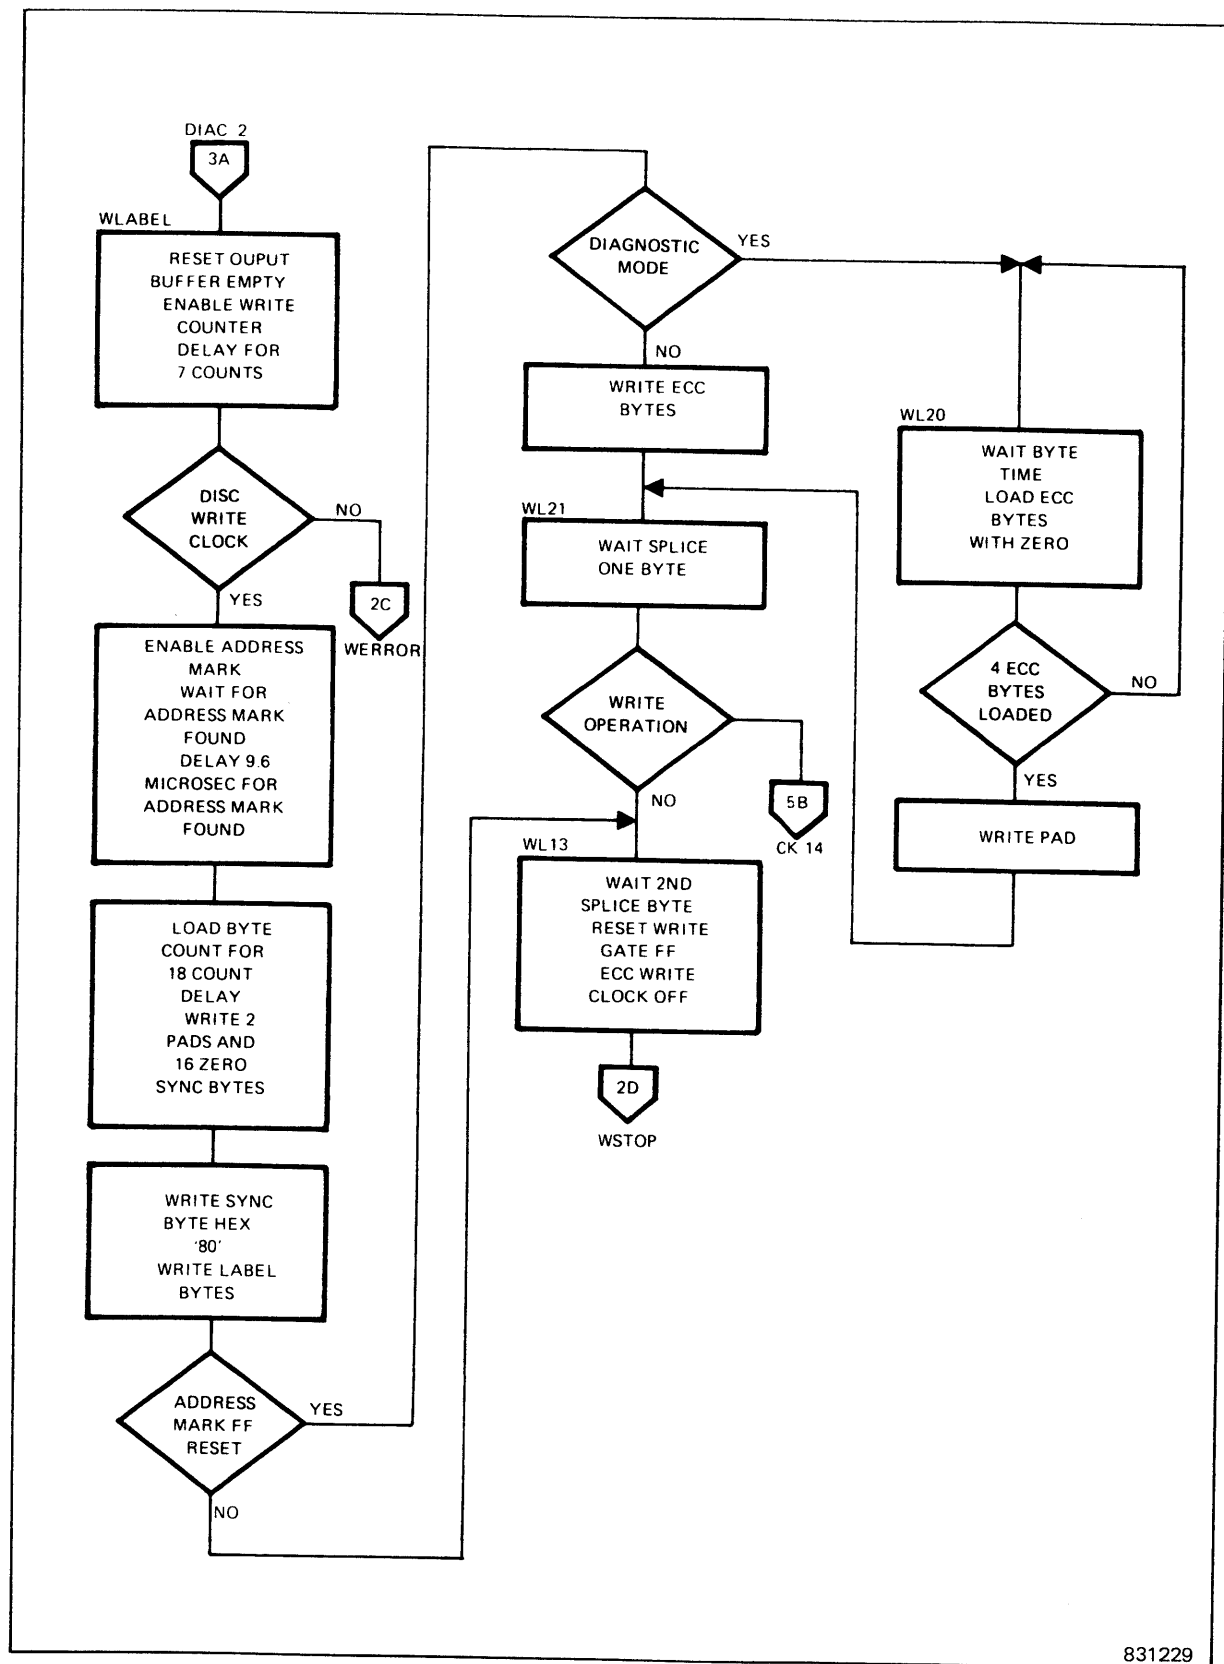 DIAC 2
3A
WLABEL
RESET OUPUT
BUFFER EMPTY
ENABLE WRITE
COUNTER
DELAY FOR
7 COUNTS
DISC
WRITE
CLOCK
NO
2C
WERROR
YES
ENABLE ADDRESS
MARK
WAIT FOR
ADDRESS MARK
FOUND
DELAY 9.6
MICROSEC FOR
ADDRESS MARK
FOUND
LOAD BYTE
COUNT FOR
18 COUNT
DELAY
WRITE 2
PADS AND
16 ZERO
SYNC BYTES
WRITE SYNC
BYTE HEX
'80'
WRITE LABEL
BYTES
ADDRESS
MARK FF
RESET
YES
NO
DIAGNOSTIC
MODE
YES
NO
WRITE ECC
BYTES
WL21
WAIT SPLICE
ONE BYTE
WRITE
OPERATION
NO
5B
CK 14
WL13
WAIT 2ND
SPLICE BYTE
RESET WRITE
GATE FF
ECC WRITE
CLOCK OFF
2D
WSTOP
WL20
WAIT BYTE
TIME
LOAD ECC
BYTES
WITH ZERO
4 ECC
BYTES
LOADED
NO
YES
WRITE PAD
831229